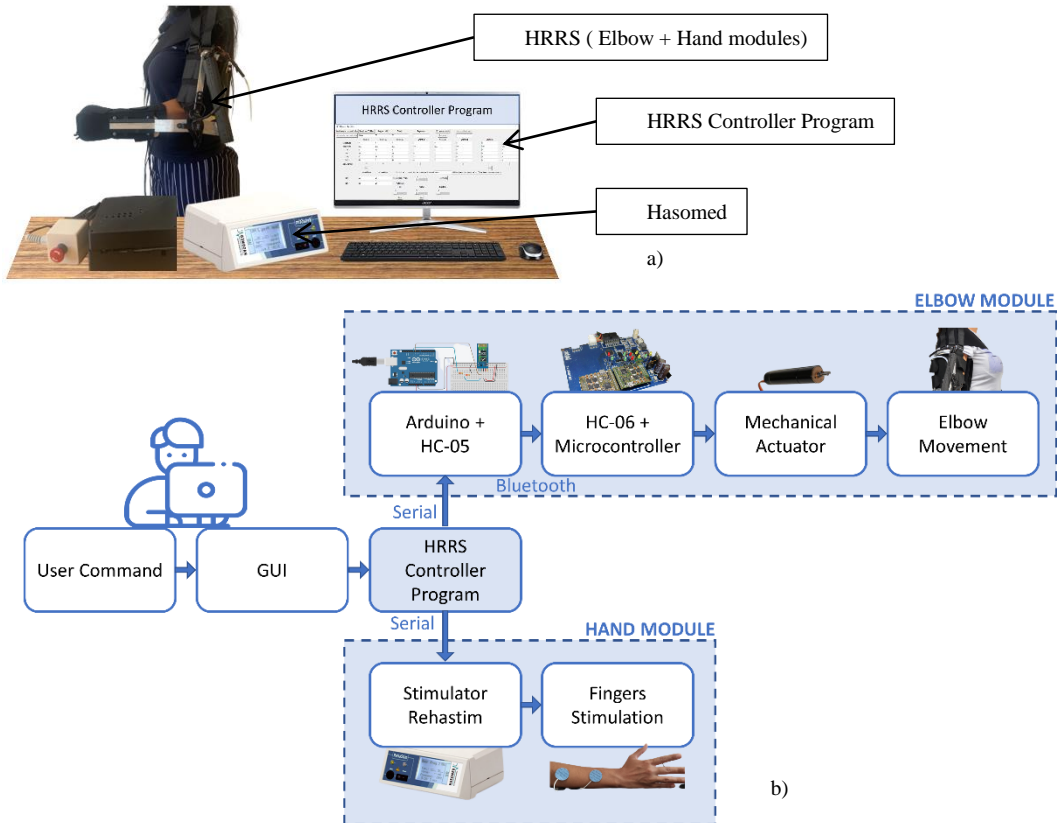 HRRS ( Elbow + Hand modules)
HRRS Controller Program
HRRS Controller Program
Hasomed
a)
ELBOW MODULE
Arduino +
HC-05
HC-06 +
Microcontroller
Mechanical
Actuator
Elbow
Movement
Bluetooth
Serial
User Command
GUI
HRRS
Controller
Program
Serial
HAND MODULE
Stimulator
Rehastim
Fingers
Stimulation
b)